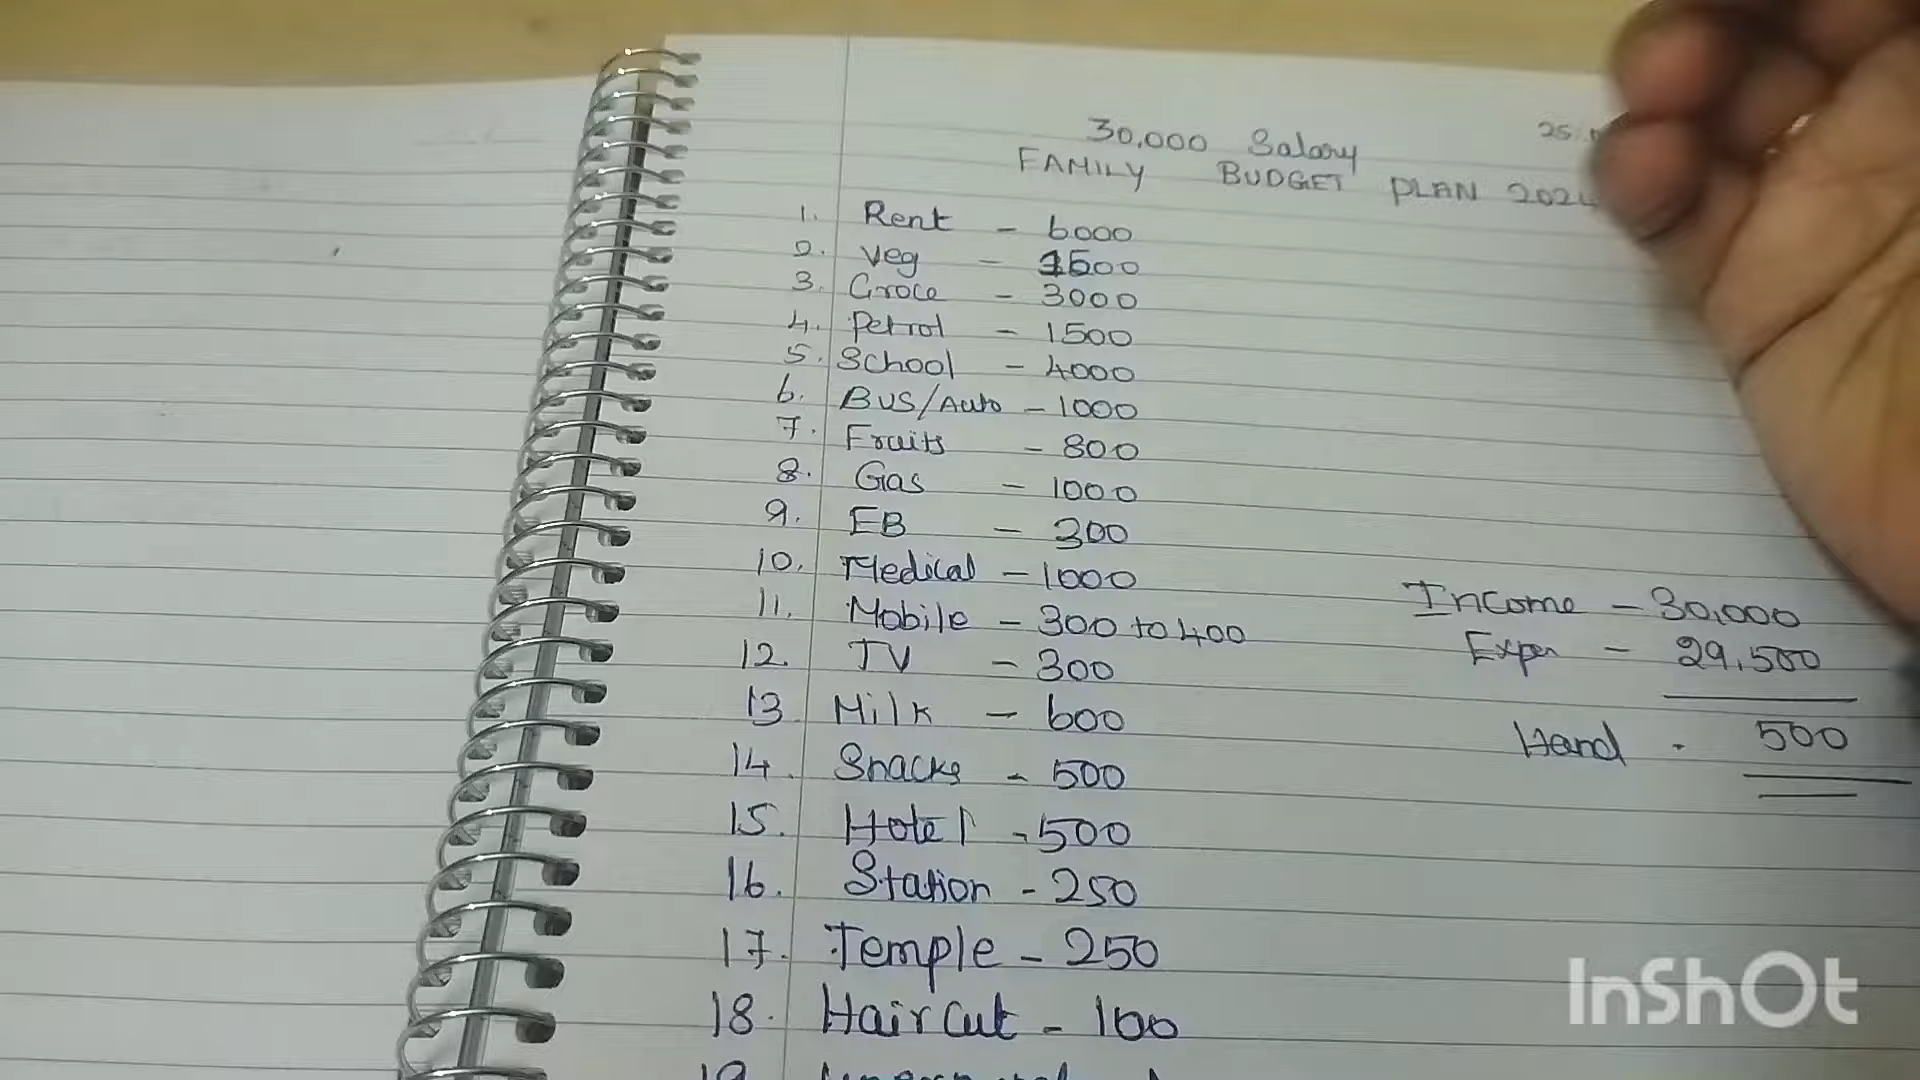 30,000 Salary
FAMILY BUDGET PLAN 2024
1. Rent - 6000
2. Veg - 1500
3. Groce - 3000
4. Petrol - 1500
5. School - 4000
6. BUS/Auto - 1000
7. Fruits - 800
8. Gas - 1000
9. EB - 300
10. Medical - 1000
11. Mobile - 300 to 400
12. TV - 300
13 Milk - 600
14. Snacks - 500
15. Hotel - 500
16. Station - 250
17. Temple - 250
18. Haircut - 100
19
Income - 30,000
Expen - 29,500
Hand - 500
InShOt